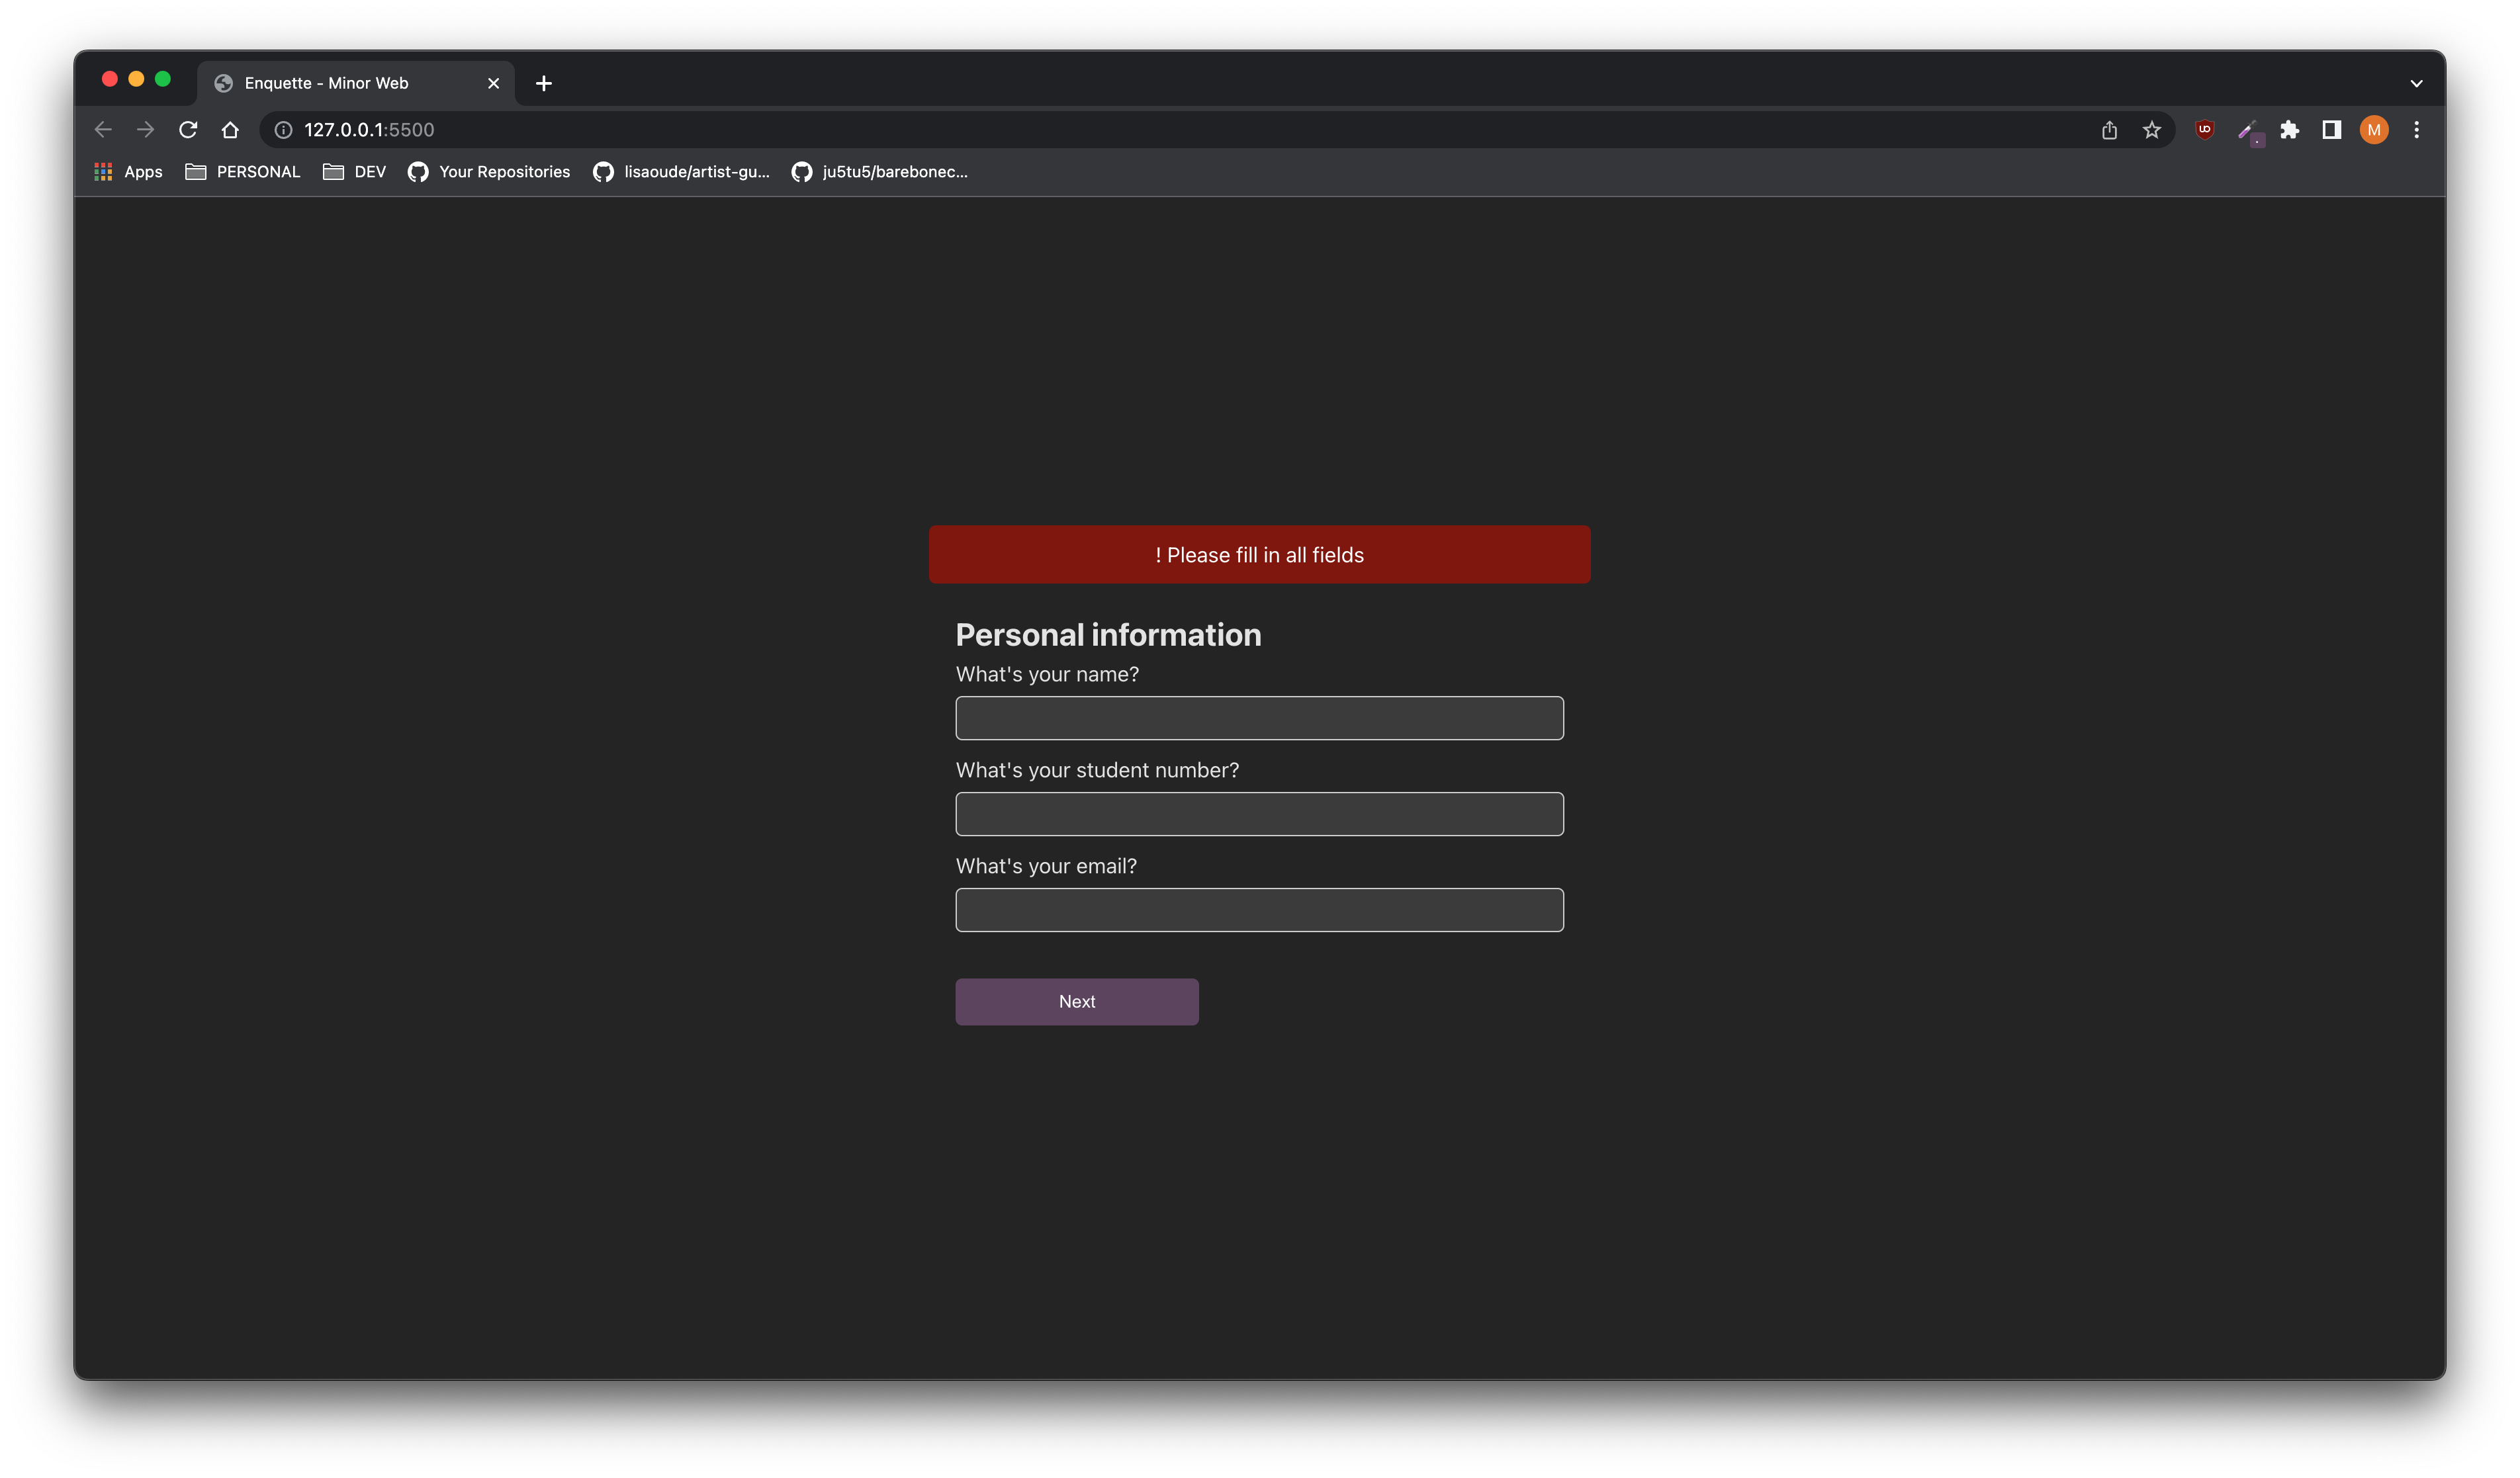 Enquette - Minor Web
127.0.0.1:5500
M
Apps PERSONAL DEV Your Repositories lisaoude/artist-gu... ju5tu5/barebonec...
! Please fill in all fields
Personal information
What's your name?
What's your student number?
What's your email?
Next